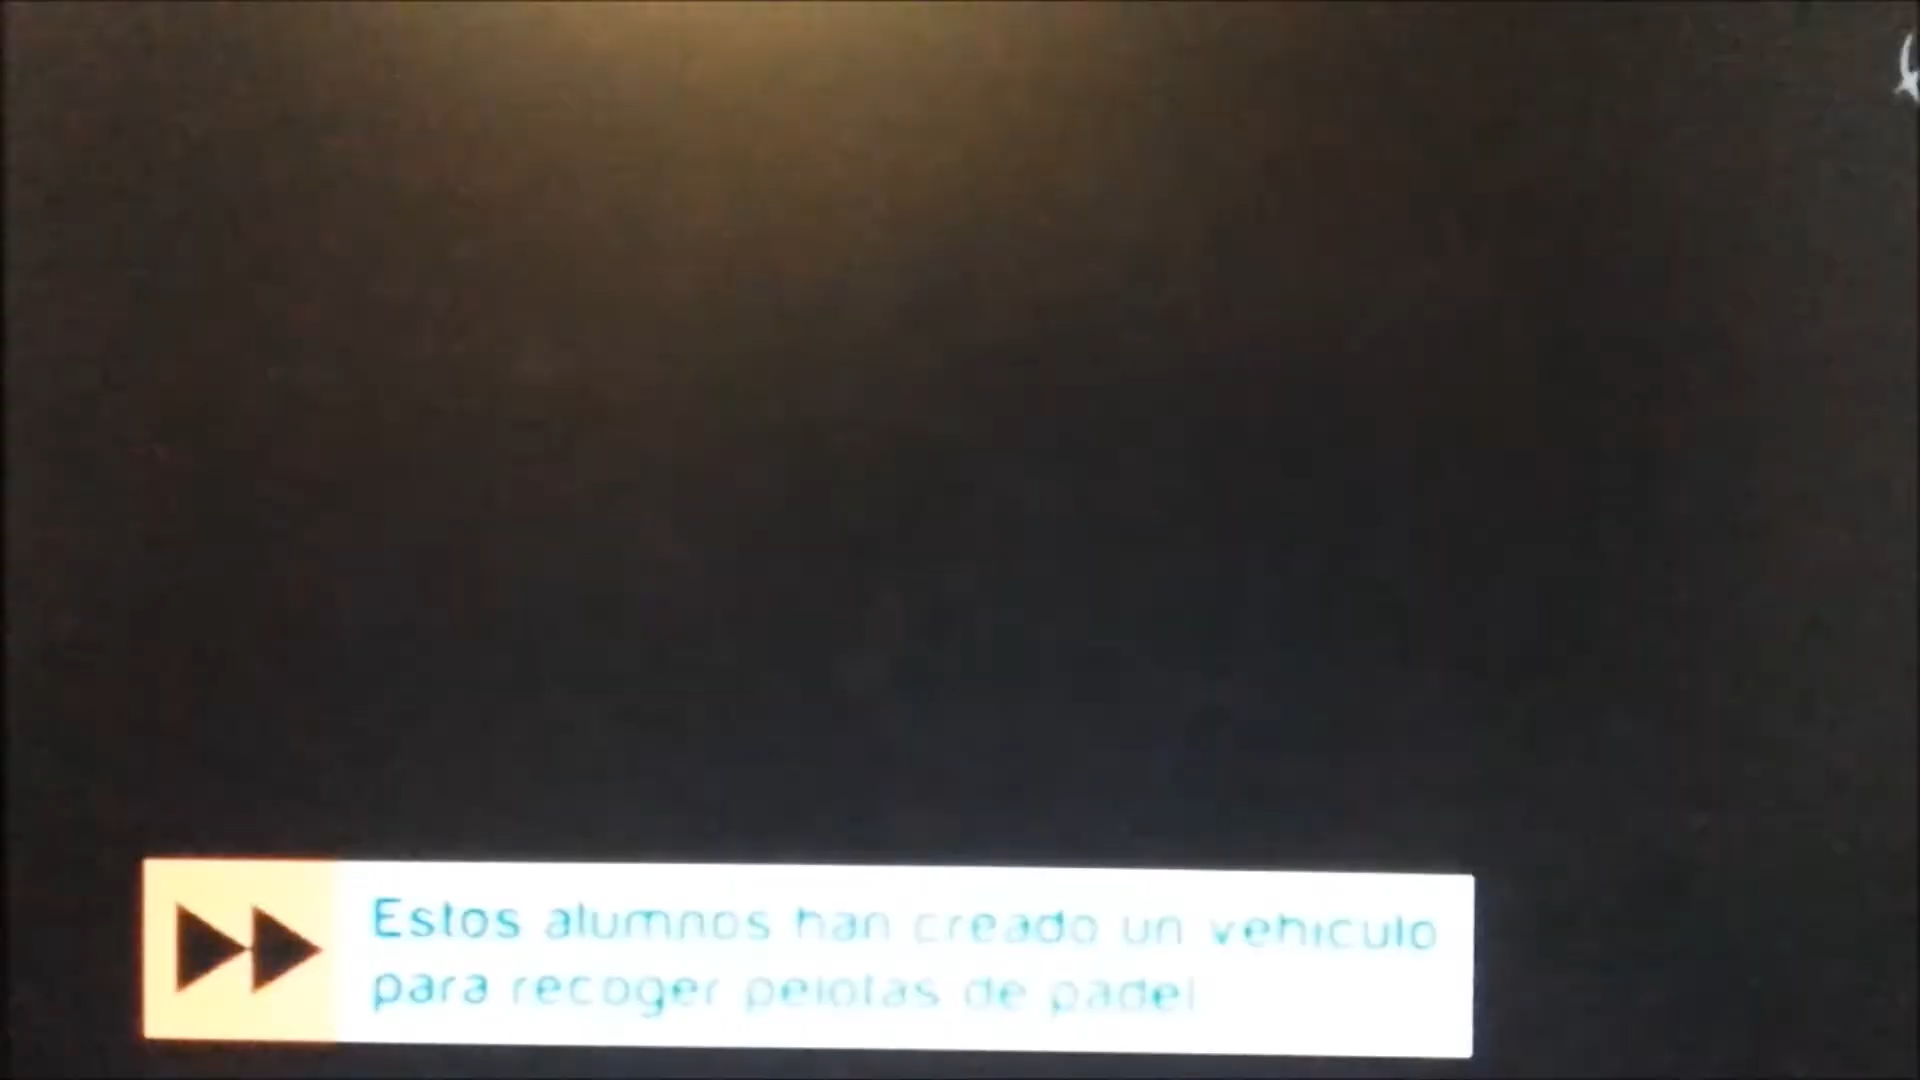 Estos alumnos han creado un vehiculo
para recoger pelotas de padel